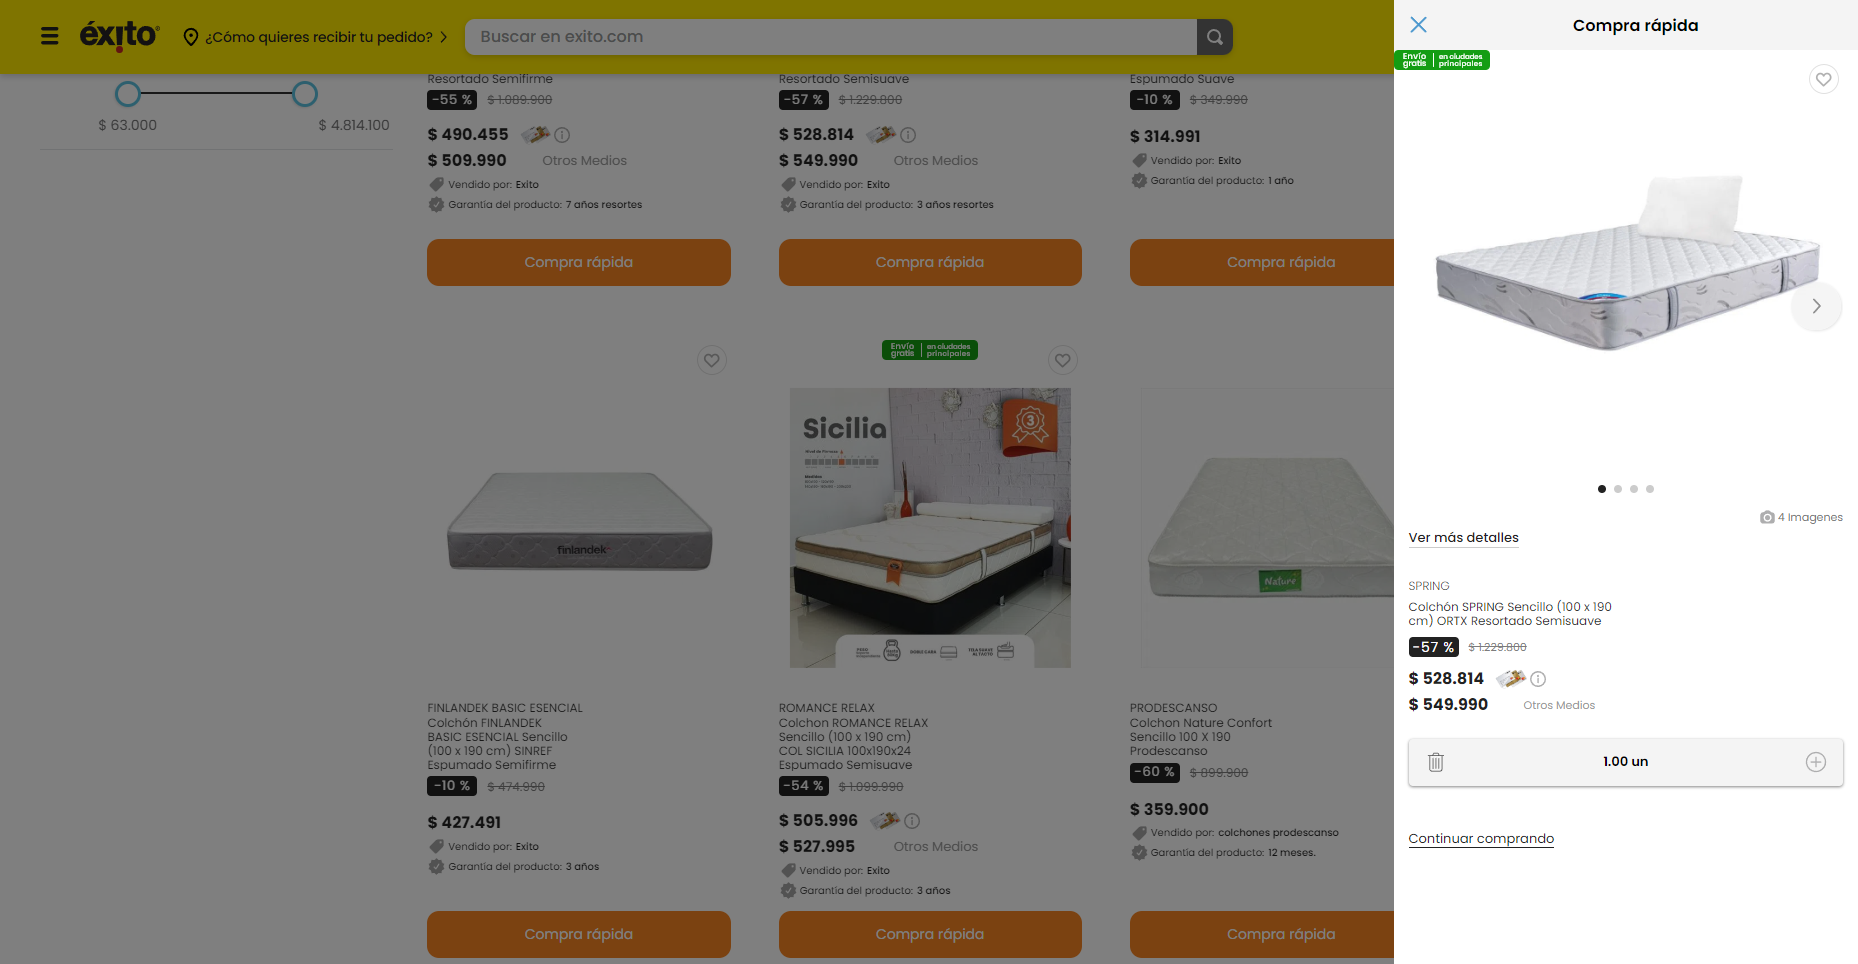 éxito
¿Cómo quieres recibir tu pedido?
Buscar en exito.com
$ 63.000
$ 4.814.100
Resortado Semifirme
-55 % $ 1.089.900
$ 490.455
$ 509.990 Otros Medios
Vendido por: Exito
Garantía del producto: 7 años resortes
Compra rápida
Resortado Semisuave
-57 % $ 1.229.800
$ 528.814
$ 549.990 Otros Medios
Vendido por: Exito
Garantía del producto: 3 años resortes
Compra rápida
Espumado Suave
-10 % $ 349.990
$ 314.991
Vendido por: Exito
Garantía del producto: 1 año
Compra rápida
finlandek
FINLANDEK BASIC ESENCIAL
Colchón FINLANDEK
BASIC ESENCIAL Sencillo
(100 x 190 cm) SINREF
Espumado Semifirme
-10 % $ 474.990
$ 427.491
Vendido por: Exito
Garantía del producto: 3 años
Compra rápida
Envío gratis en ciudades principales
Sicilia
3
ROMANCE RELAX
Colchon ROMANCE RELAX
Sencillo (100 x 190 cm)
COL SICILIA 100x190x24
Espumado Semisuave
-54 % $ 1.099.990
$ 505.996
$ 527.995 Otros Medios
Vendido por: Exito
Garantía del producto: 3 años
Compra rápida
Nature
PRODESCANSO
Colchon Nature Confort
Sencillo 100 X 190
Prodescanso
-60 % $ 899.900
$ 359.900
Vendido por: colchones prodescanso
Garantía del producto: 12 meses.
Compra rápida
Compra rápida
Envío gratis en ciudades principales
4 Imagenes
Ver más detalles
SPRING
Colchón SPRING Sencillo (100 x 190
cm) ORTX Resortado Semisuave
-57 % $ 1.229.800
$ 528.814
$ 549.990 Otros Medios
1.00 un
Continuar comprando